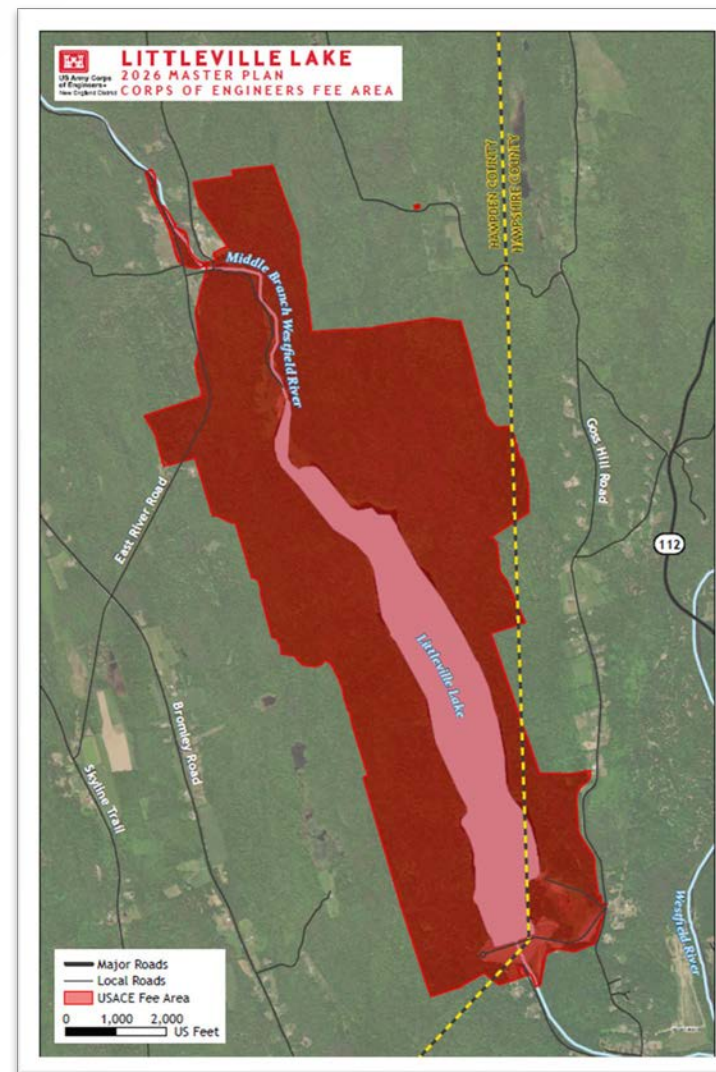 LITTLEVILLE LAKE
2026 MASTER PLAN
CORPS OF ENGINEERS FEE AREA
US Army Corps
of Engineers®
New England District
HAMPDEN COUNTY
HAMPSHIRE COUNTY
Middle Branch Westfield River
Goss Hill Road
112
East River Road
Littleville Lake
Bromley Road
Skyline Trail
Westfield River
Major Roads
Local Roads
USACE Fee Area
0 1,000 2,000
US Feet